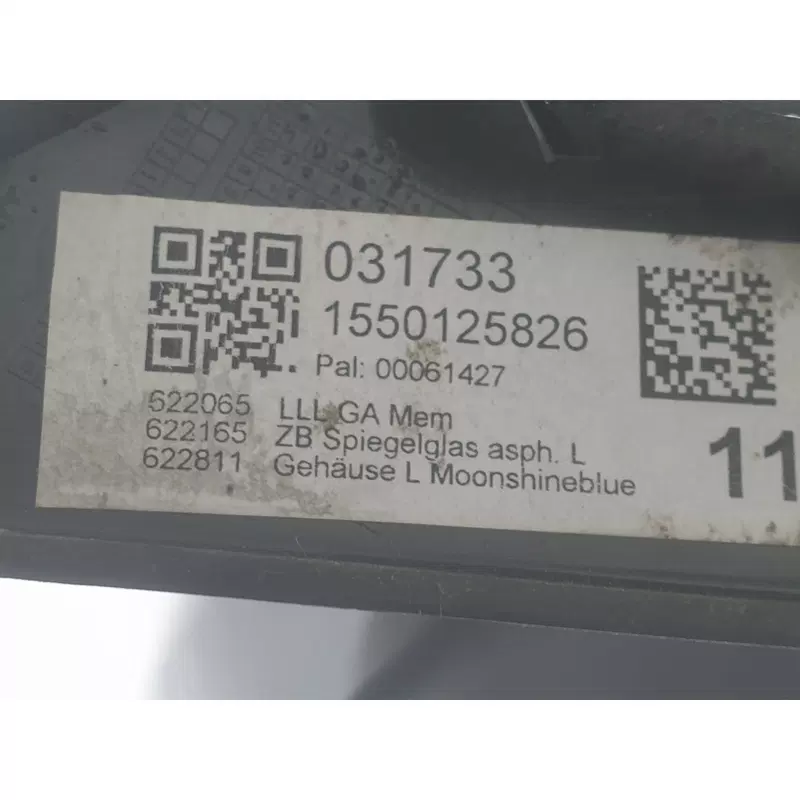 031733
1550125826
Pal: 00061427
622065 LLL GA Mem
622165 ZB Spiegelglas asph. L
622811 Gehäuse L Moonshineblue
11